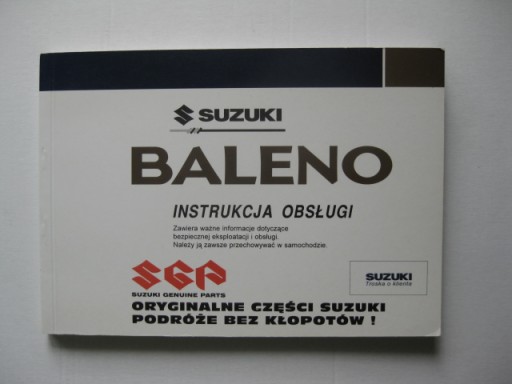 SUZUKI
BALENO
INSTRUKCJA OBSŁUGI
Zawiera ważne informacje dotyczące
bezpiecznej eksploatacji i obsługi.
Należy ją zawsze przechowywać w samochodzie.
SGP
SUZUKI GENUINE PARTS
SUZUKI
Troska o klienta
ORYGINALNE CZĘŚCI SUZUKI
PODRÓŻE BEZ KŁOPOTÓW !